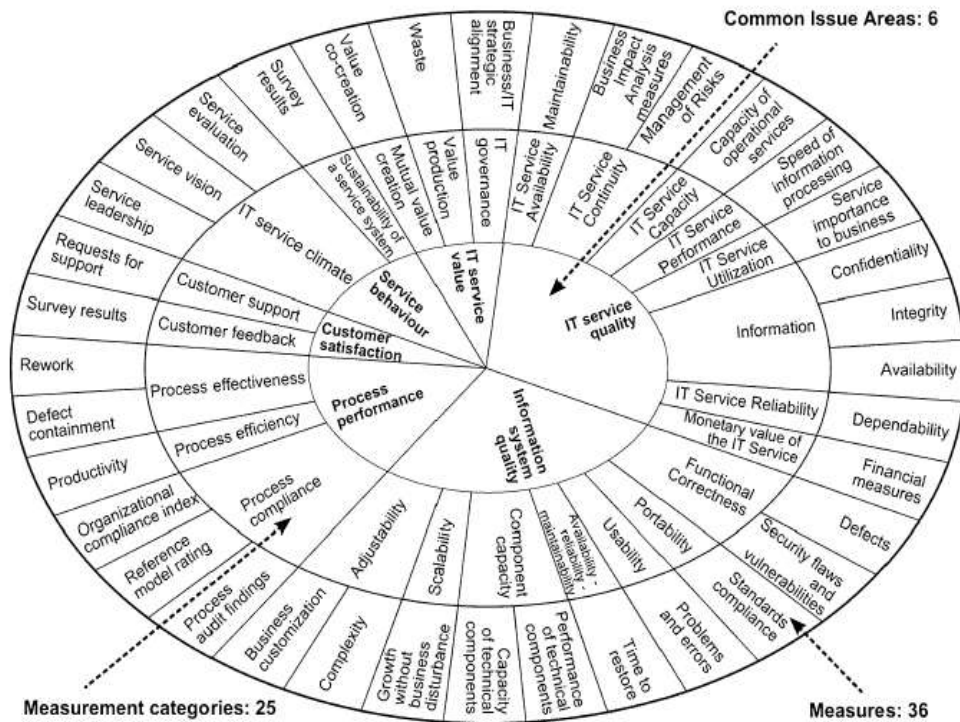 Common Issue Areas: 6
Business/IT
strategic
alignment
Maintainability
Business
Impact
Analysis
measures
Management
of Risks
Capacity of
operational
services
Speed of
information
processing
Service
importance
to business
Confidentiality
Integrity
Availability
Dependability
Financial
measures
Defects
Security flaws
and
vulnerabilities
Standards
compliance
Problems
and errors
Time to
restore
Performance
of technical
components
Capacity
of technical
components
Growth
without
business
disturbance
Complexity
Business
customization
Process
audit findings
Reference
model rating
Organizational
compliance index
Productivity
Defect
containment
Rework
Survey results
Requests for
support
Service
leadership
Service vision
Service
evaluation
Survey
results
Value
co-creation
Waste
IT
governance
IT Service
Availability
IT Service
Continuity
IT Service
Capacity
IT Service
Performance
IT Service
Utilization
Information
IT Service Reliability
Monetary value of
the IT Service
Functional
Correctness
Portability
Usability
Availability -
reliability -
maintainability
Component
capacity
Scalability
Adjustability
Process
compliance
Process efficiency
Process effectiveness
Customer feedback
Customer support
IT service climate
Sustainability of
a service system
Mutual value
creation
Value
production
IT service
value
IT service
quality
Information
system
quality
Process
performance
Customer
satisfaction
Service
behaviour
Measurement categories: 25
Measures: 36